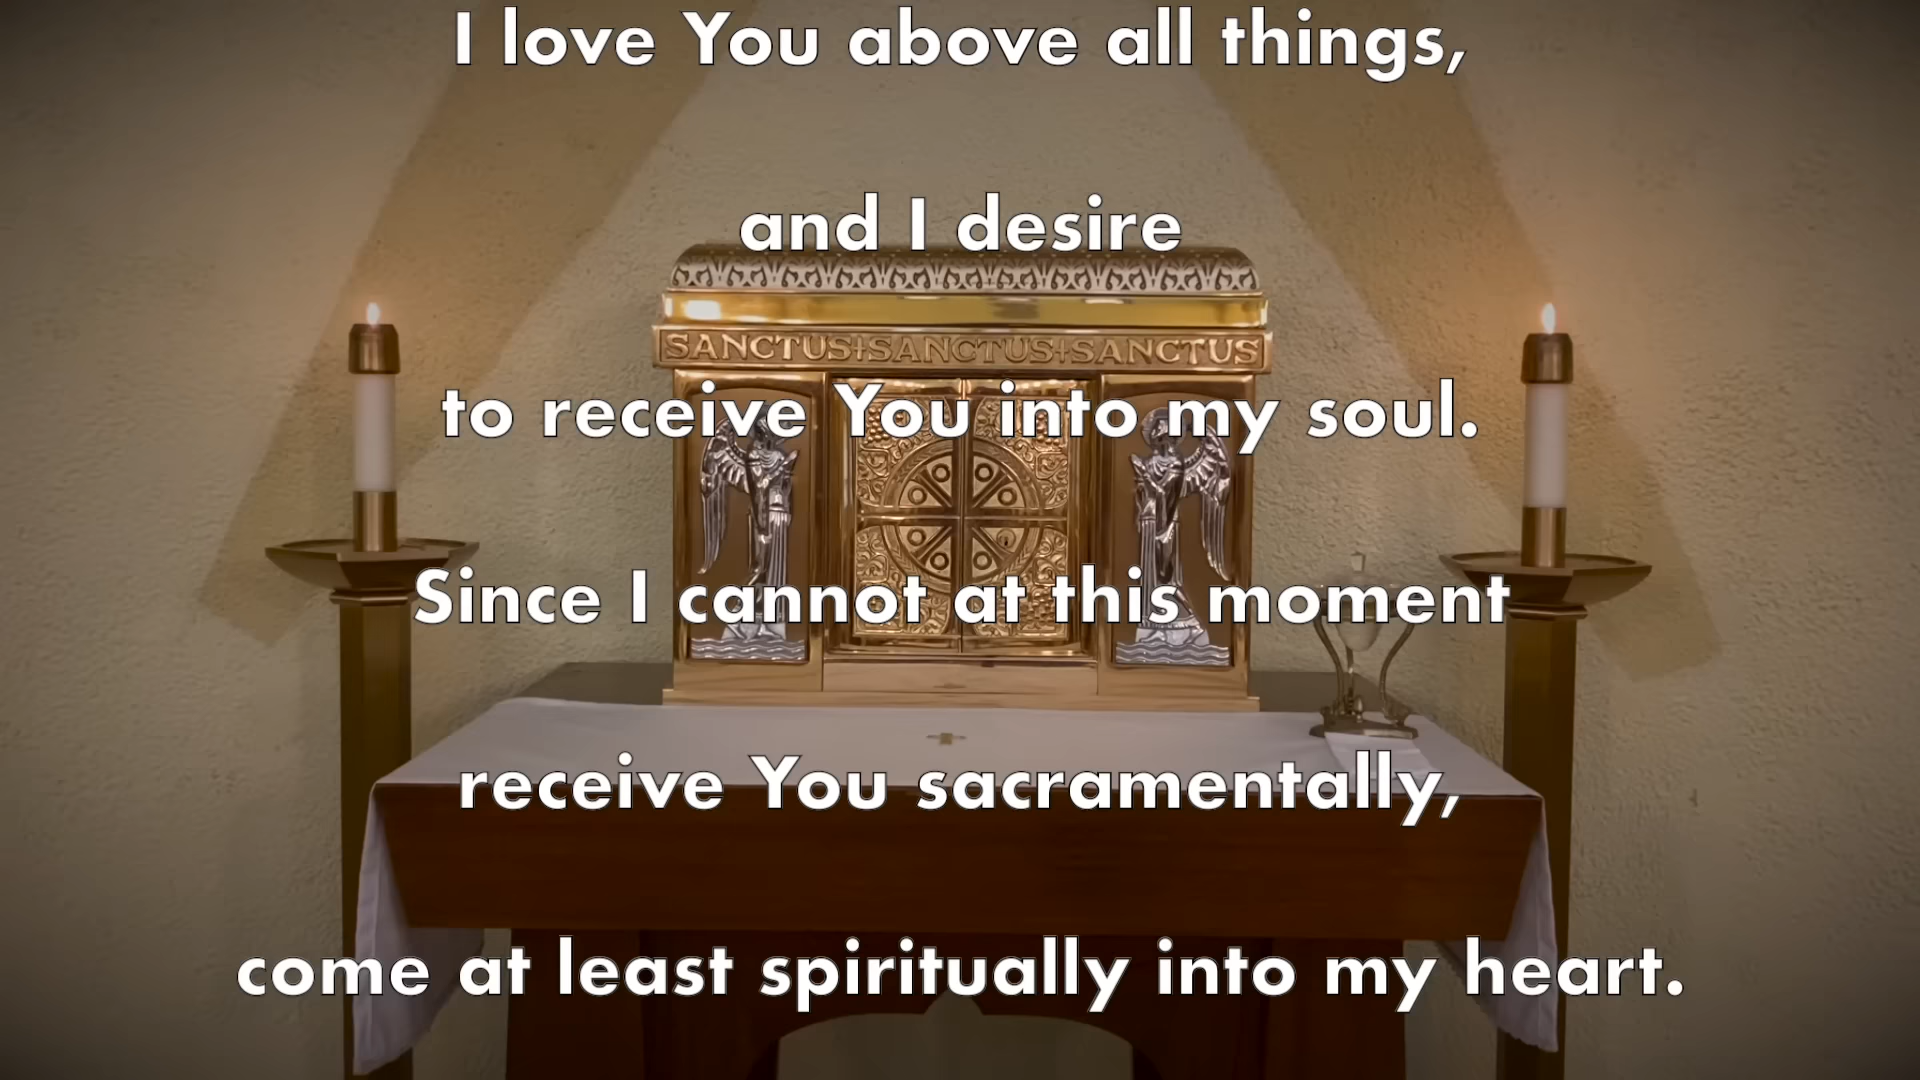 I love You above all things,
and I desire
SANCTUS+SANCTUS+SANCTUS
to receive You into my soul.
Since I cannot at this moment
receive You sacramentally,
come at least spiritually into my heart.